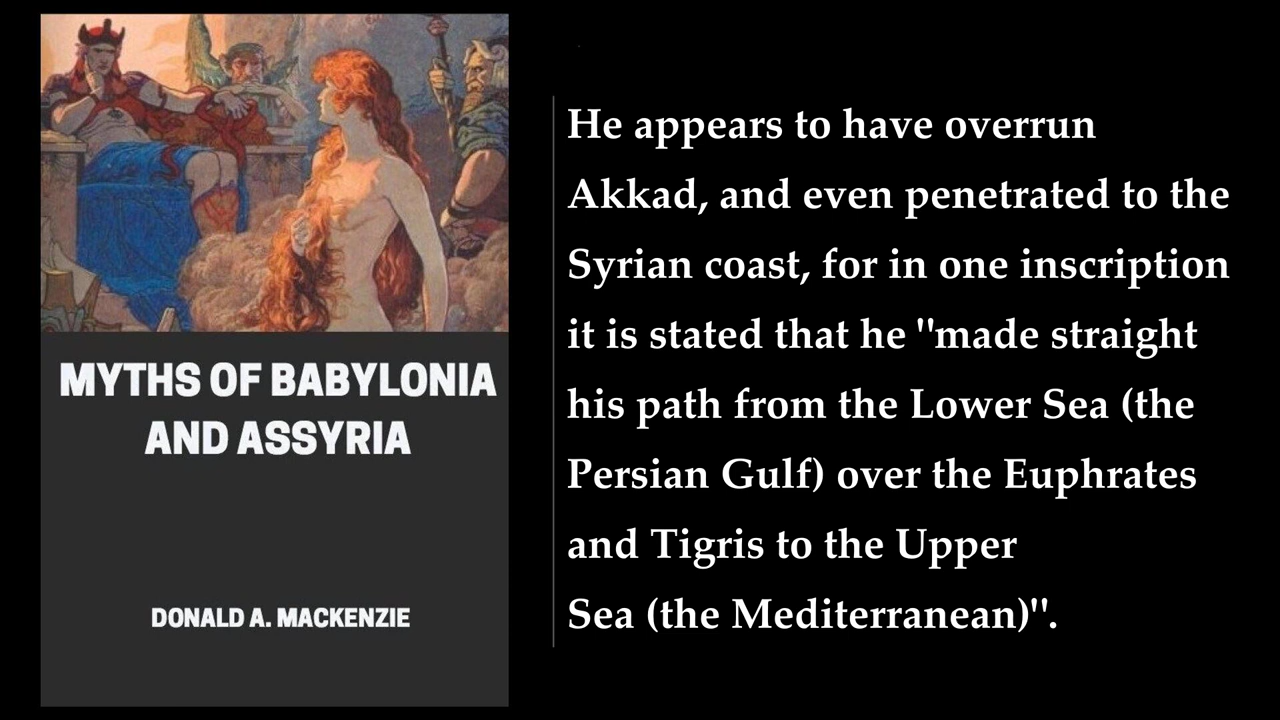 MYTHS OF BABYLONIA
AND ASSYRIA
DONALD A. MACKENZIE
He appears to have overrun
Akkad, and even penetrated to the
Syrian coast, for in one inscription
it is stated that he "made straight
his path from the Lower Sea (the
Persian Gulf) over the Euphrates
and Tigris to the Upper
Sea (the Mediterranean)".